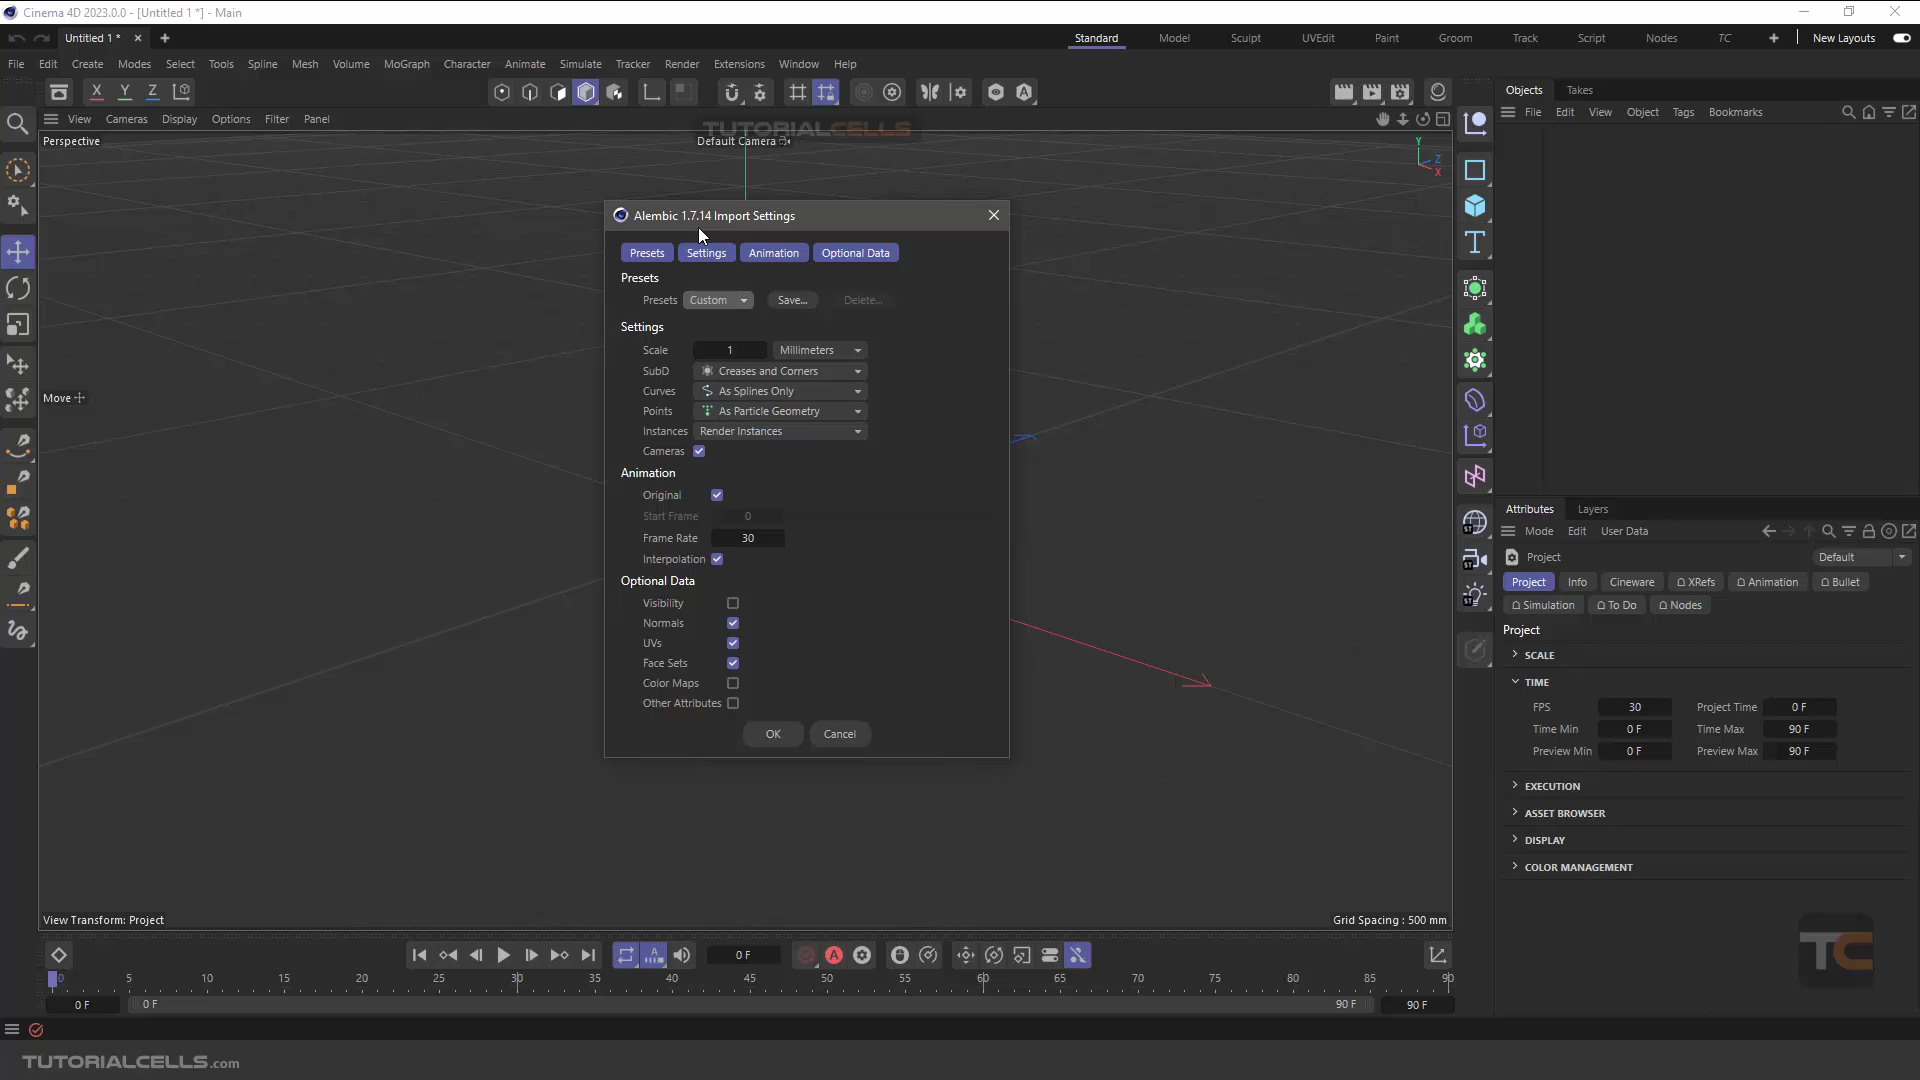 Cinema 4D 2023.0.0 - [Untitled 1 *] - Main
Untitled 1 *
Standard Model Sculpt UVEdit Paint Groom Track Script Nodes TC New Layouts
File Edit Create Modes Select Tools Spline Mesh Volume MoGraph Character Animate Simulate Tracker Render Extensions Window Help
X Y Z
Objects Takes
View Cameras Display Options Filter Panel
File Edit View Object Tags Bookmarks
TUTORIALCELLS
Perspective
Default Camera
Y
Z
X
Move
Alembic 1.7.14 Import Settings
Presets Settings Animation Optional Data
Presets
Presets Custom Save... Delete...
Settings
Scale 1 Millimeters
SubD Creases and Corners
Curves As Splines Only
Points As Particle Geometry
Instances Render Instances
Cameras
Animation
Original
Start Frame 0
Frame Rate 30
Interpolation
Optional Data
Visibility
Normals
UVs
Face Sets
Color Maps
Other Attributes
OK Cancel
Attributes Layers
Mode Edit User Data
Project Default
Project Info Cineware XRefs Animation Bullet
Simulation To Do Nodes
Project
SCALE
TIME
FPS 30 Project Time 0 F
Time Min 0 F Time Max 90 F
Preview Min 0 F Preview Max 90 F
EXECUTION
ASSET BROWSER
DISPLAY
COLOR MANAGEMENT
View Transform: Project
Grid Spacing : 500 mm
0 F
0 5 10 15 20 25 30 35 40 45 50 55 60 65 70 75 80 85 90
0 F 0 F 90 F 90 F
TC
TUTORIALCELLS.com